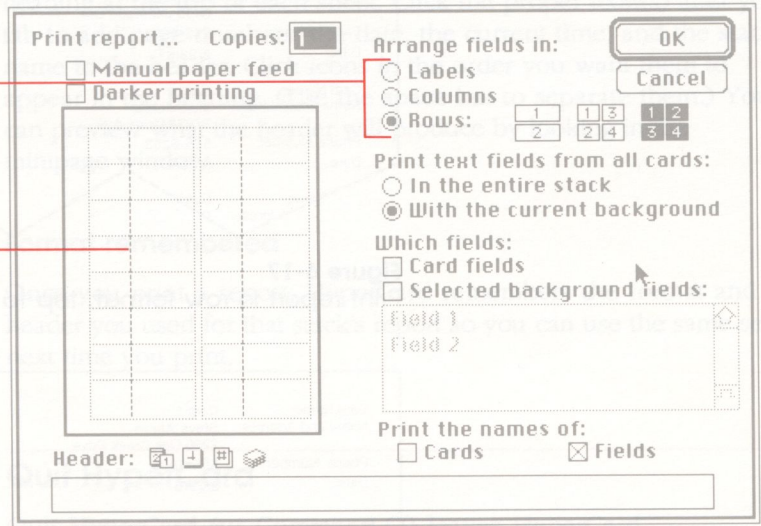 Print report... Copies: 1
Manual paper feed
Darker printing
Arrange fields in:
Labels
Columns
Rows:
1 2
1 3 2 4
1 2 3 4
OK
Cancel
Print text fields from all cards:
In the entire stack
With the current background
Which fields:
Card fields
Selected background fields:
Field 1
Field 2
Header:
Print the names of:
Cards
Fields